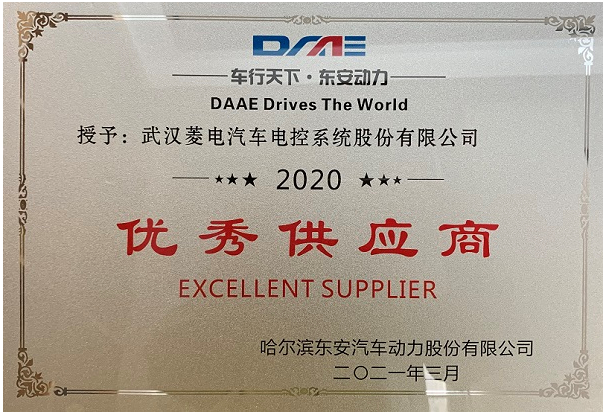 DAAE
车行天下·东安动力
DAAE Drives The World
授予：武汉菱电汽车电控系统股份有限公司
2020
优秀供应商
EXCELLENT SUPPLIER
哈尔滨东安汽车动力股份有限公司
二〇二一年三月